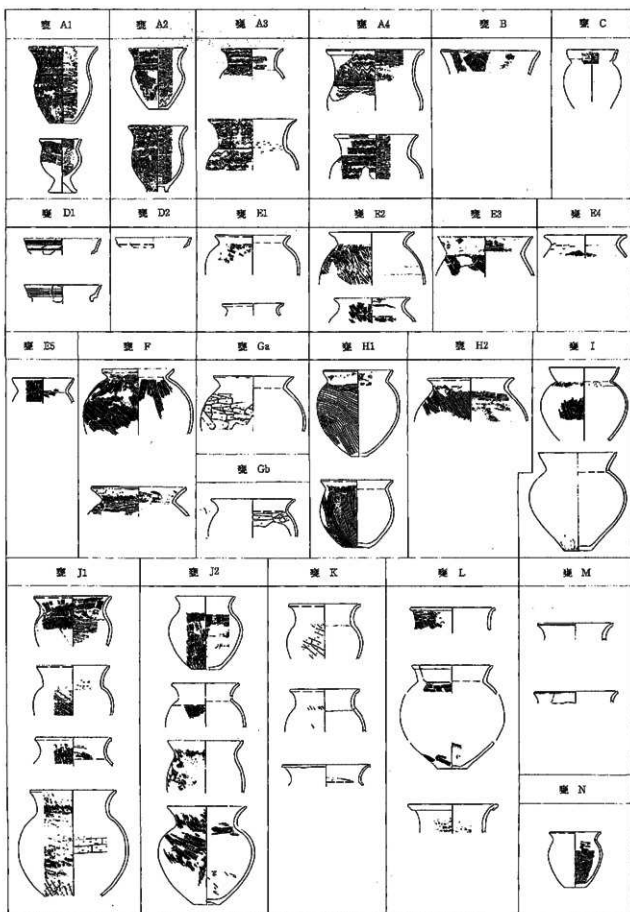 甕 A1 甕 A2 甕 A3 甕 A4 甕 B 甕 C
甕 D1 甕 D2 甕 E1 甕 E2 甕 E3 甕 E4
甕 E5 甕 F 甕 Ga 甕 H1 甕 H2 甕 I
甕 Gb
甕 J1 甕 J2 甕 K 甕 L 甕 M
甕 N